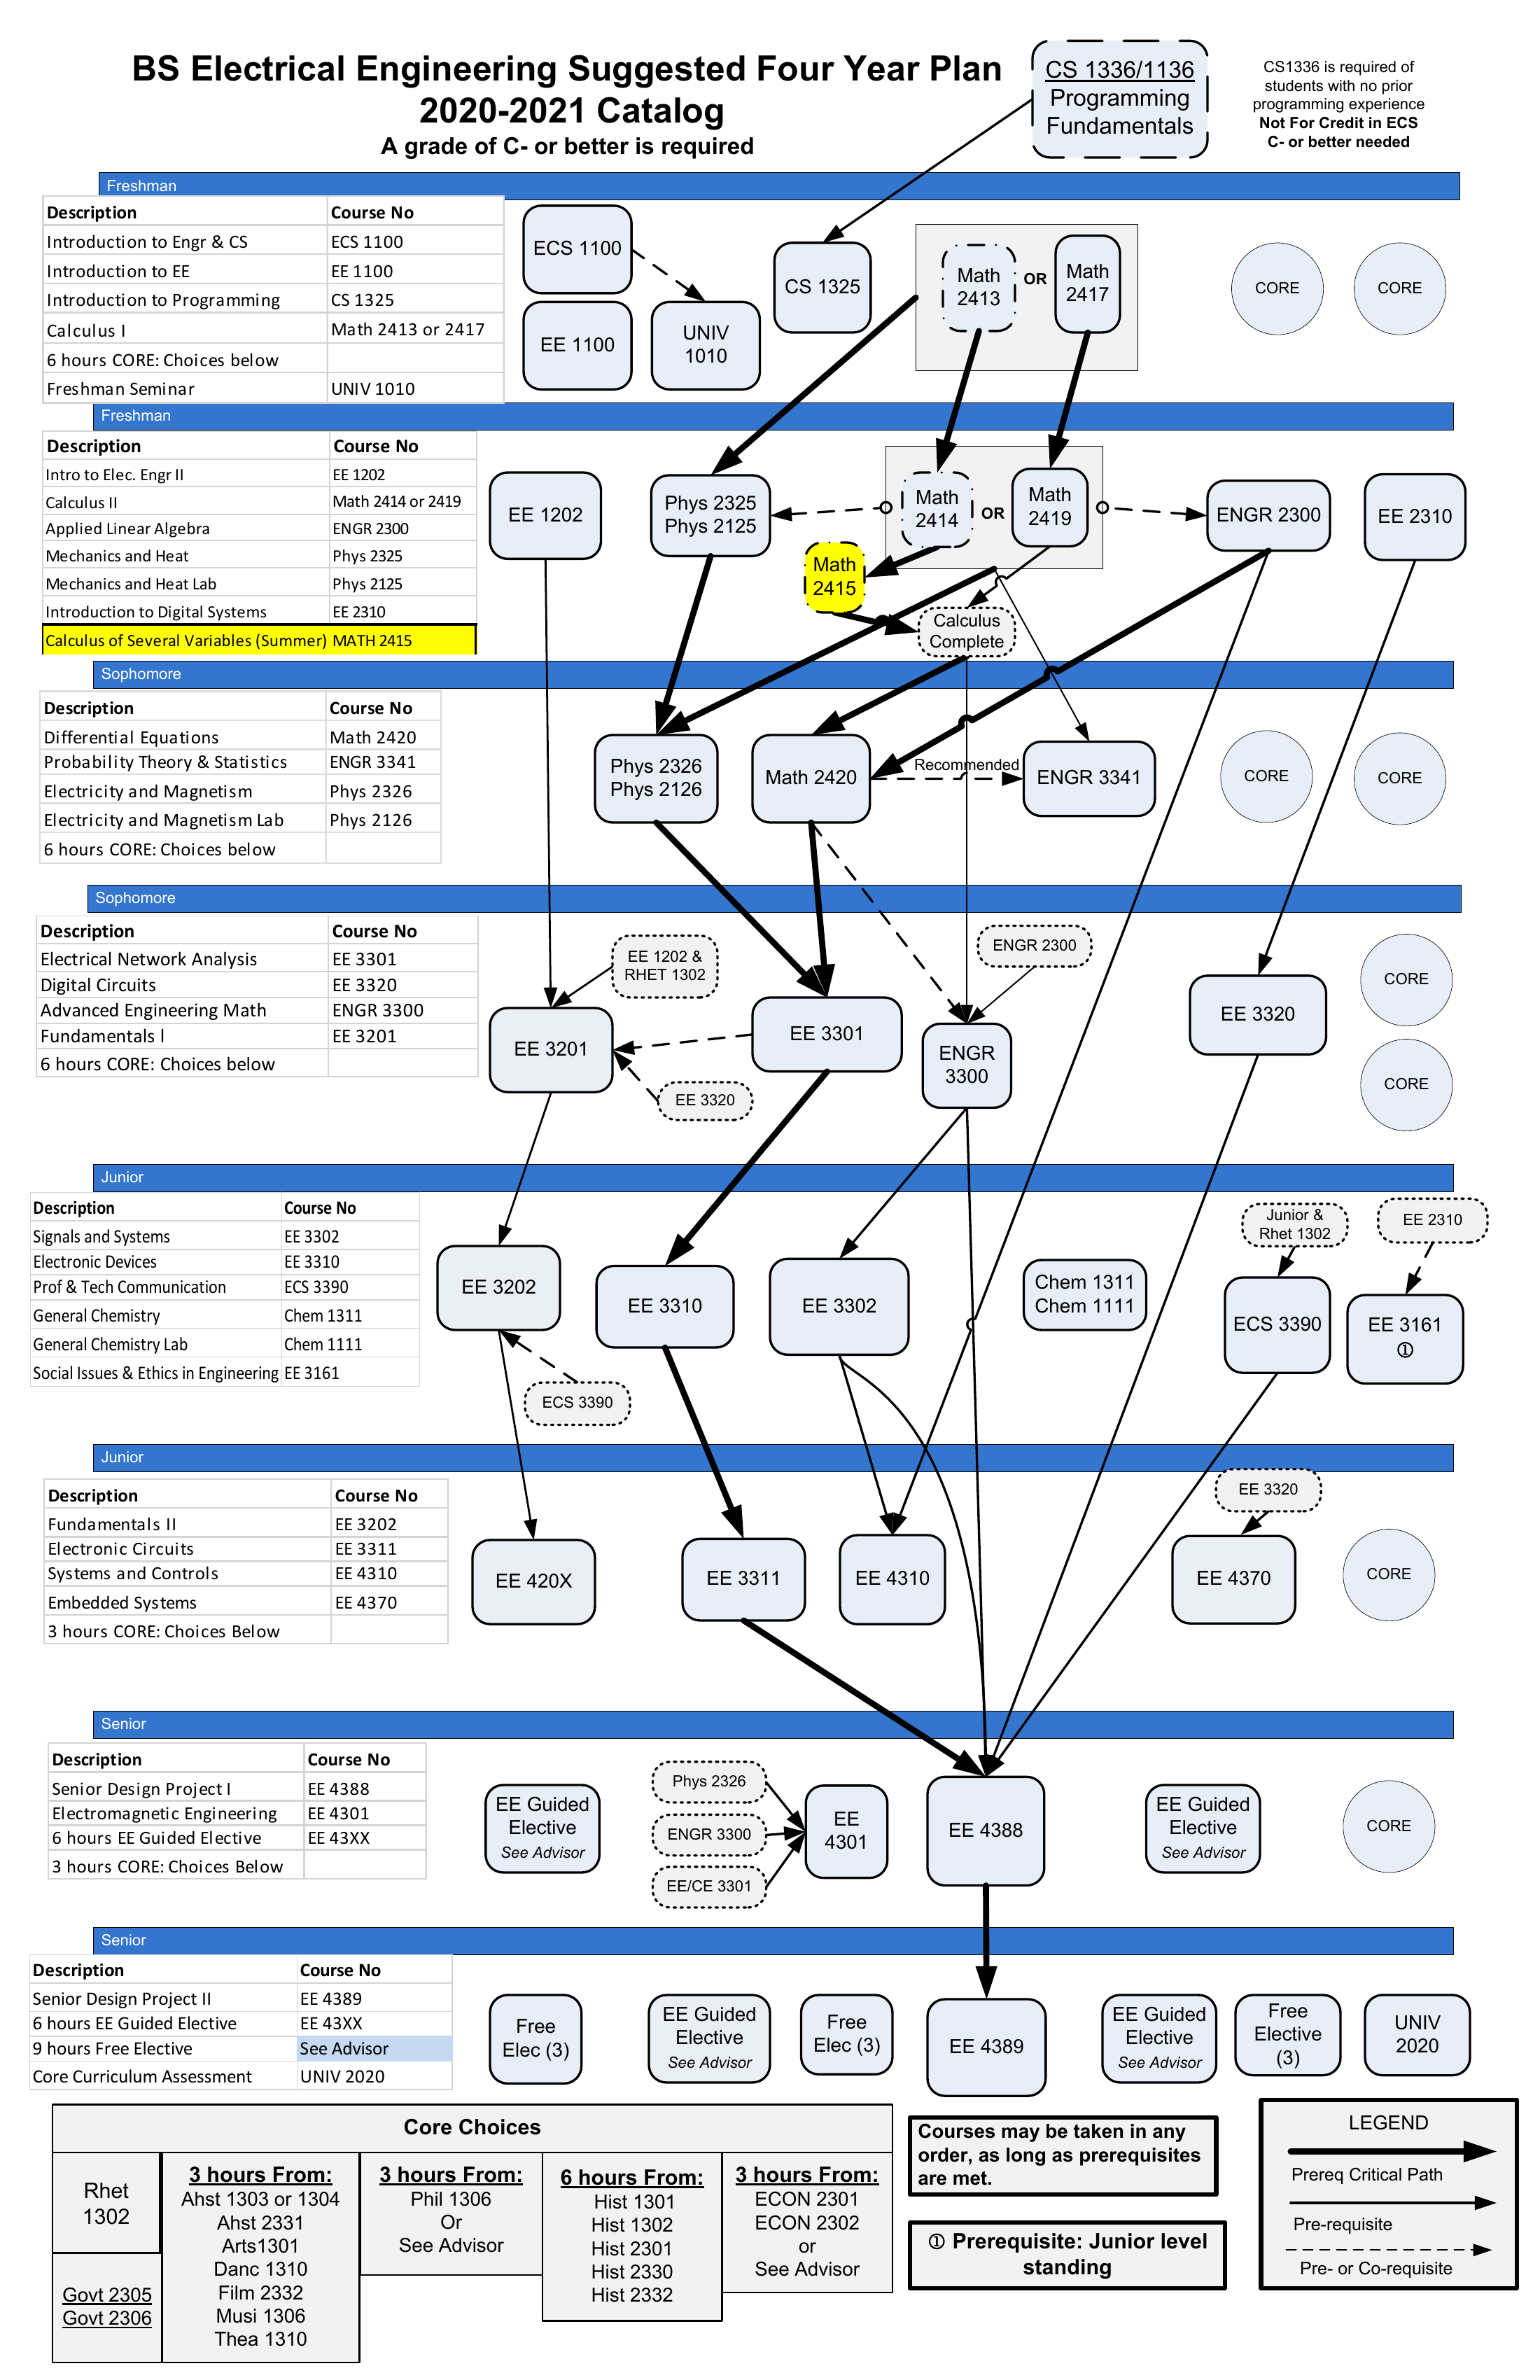 BS Electrical Engineering Suggested Four Year Plan
2020-2021 Catalog
A grade of C- or better is required
CS 1336/1136
Programming
Fundamentals
CS1336 is required of
students with no prior
programming experience
Not For Credit in ECS
C- or better needed
Freshman
Description Course No
Introduction to Engr & CS ECS 1100
Introduction to EE EE 1100
Introduction to Programming CS 1325
Calculus I Math 2413 or 2417
6 hours CORE: Choices below
Freshman Seminar UNIV 1010
ECS 1100
EE 1100
UNIV
1010
CS 1325
Math
2413
OR
Math
2417
CORE
CORE
Freshman
Description Course No
Intro to Elec. Engr II EE 1202
Calculus II Math 2414 or 2419
Applied Linear Algebra ENGR 2300
Mechanics and Heat Phys 2325
Mechanics and Heat Lab Phys 2125
Introduction to Digital Systems EE 2310
Calculus of Several Variables (Summer) MATH 2415
EE 1202
Phys 2325
Phys 2125
Math
2414
OR
Math
2419
ENGR 2300
EE 2310
Math
2415
Calculus
Complete
Sophomore
Description Course No
Differential Equations Math 2420
Probability Theory & Statistics ENGR 3341
Electricity and Magnetism Phys 2326
Electricity and Magnetism Lab Phys 2126
6 hours CORE: Choices below
Phys 2326
Phys 2126
Math 2420
Recommended
ENGR 3341
CORE
CORE
Sophomore
Description Course No
Electrical Network Analysis EE 3301
Digital Circuits EE 3320
Advanced Engineering Math ENGR 3300
Fundamentals l EE 3201
6 hours CORE: Choices below
EE 1202 &
RHET 1302
EE 3201
EE 3301
EE 3320
ENGR 2300
ENGR
3300
EE 3320
CORE
CORE
Junior
Description Course No
Signals and Systems EE 3302
Electronic Devices EE 3310
Prof & Tech Communication ECS 3390
General Chemistry Chem 1311
General Chemistry Lab Chem 1111
Social Issues & Ethics in Engineering EE 3161
EE 3202
ECS 3390
EE 3310
EE 3302
Chem 1311
Chem 1111
Junior &
Rhet 1302
ECS 3390
EE 2310
EE 3161
①
Junior
Description Course No
Fundamentals II EE 3202
Electronic Circuits EE 3311
Systems and Controls EE 4310
Embedded Systems EE 4370
3 hours CORE: Choices Below
EE 420X
EE 3311
EE 4310
EE 3320
EE 4370
CORE
Senior
Description Course No
Senior Design Project I EE 4388
Electromagnetic Engineering EE 4301
6 hours EE Guided Elective EE 43XX
3 hours CORE: Choices Below
EE Guided
Elective
See Advisor
Phys 2326
ENGR 3300
EE/CE 3301
EE
4301
EE 4388
EE Guided
Elective
See Advisor
CORE
Senior
Description Course No
Senior Design Project II EE 4389
6 hours EE Guided Elective EE 43XX
9 hours Free Elective See Advisor
Core Curriculum Assessment UNIV 2020
Free
Elec (3)
EE Guided
Elective
See Advisor
Free
Elec (3)
EE 4389
EE Guided
Elective
See Advisor
Free
Elective
(3)
UNIV
2020
Core Choices
Rhet
1302
Govt 2305
Govt 2306
3 hours From:
Ahst 1303 or 1304
Ahst 2331
Arts1301
Danc 1310
Film 2332
Musi 1306
Thea 1310
3 hours From:
Phil 1306
Or
See Advisor
6 hours From:
Hist 1301
Hist 1302
Hist 2301
Hist 2330
Hist 2332
3 hours From:
ECON 2301
ECON 2302
or
See Advisor
Courses may be taken in any
order, as long as prerequisites
are met.
① Prerequisite: Junior level
standing
LEGEND
Prereq Critical Path
Pre-requisite
Pre- or Co-requisite